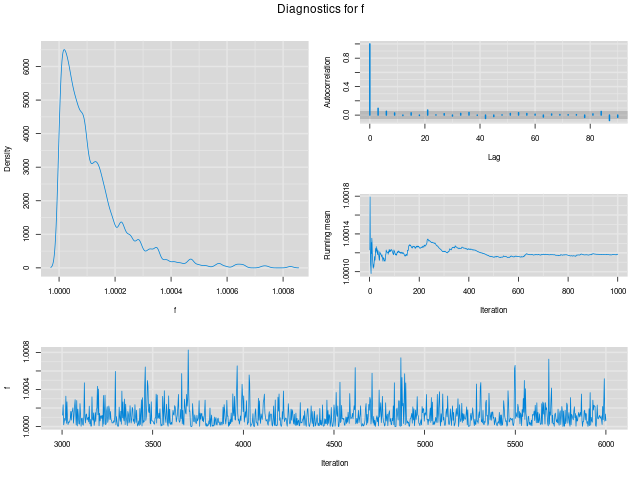 Diagnostics for f
Density
0 1000 2000 3000 4000 5000 6000
1.0000 1.0002 1.0004 1.0006 1.0008
f
Autocorrelation
0.0 0.4 0.8
0 20 40 60 80
Lag
Running mean
1.00010 1.00014 1.00018
0 200 400 600 800 1000
Iteration
f
1.0000 1.0004 1.0008
3000 3500 4000 4500 5000 5500 6000
Iteration